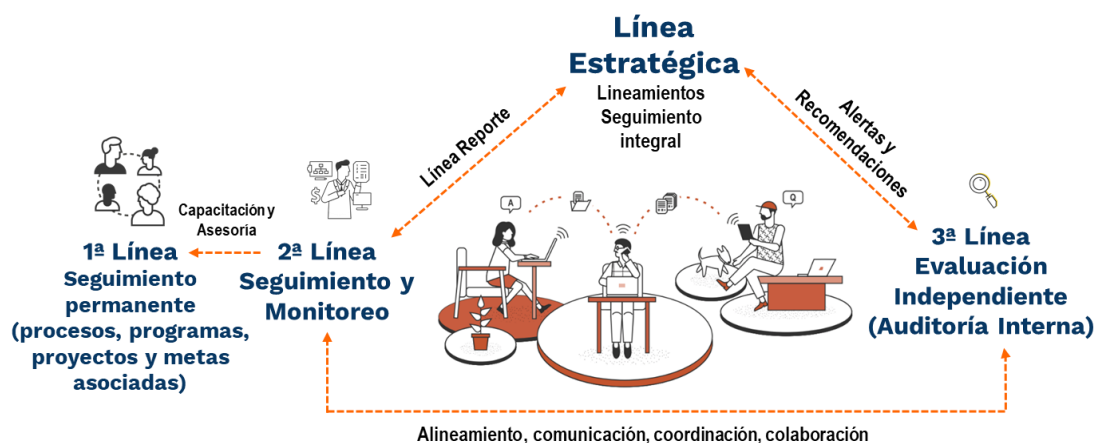 Línea
Estratégica
Lineamientos
Seguimiento
integral
Línea Reporte
Alertas y
Recomendaciones
$
Capacitación y
Asesoría
1ª Línea
Seguimiento
permanente
(procesos, programas,
proyectos y metas
asociadas)
2ª Línea
Seguimiento y
Monitoreo
A
Q
3ª Línea
Evaluación
Independiente
(Auditoría Interna)
Alineamiento, comunicación, coordinación, colaboración